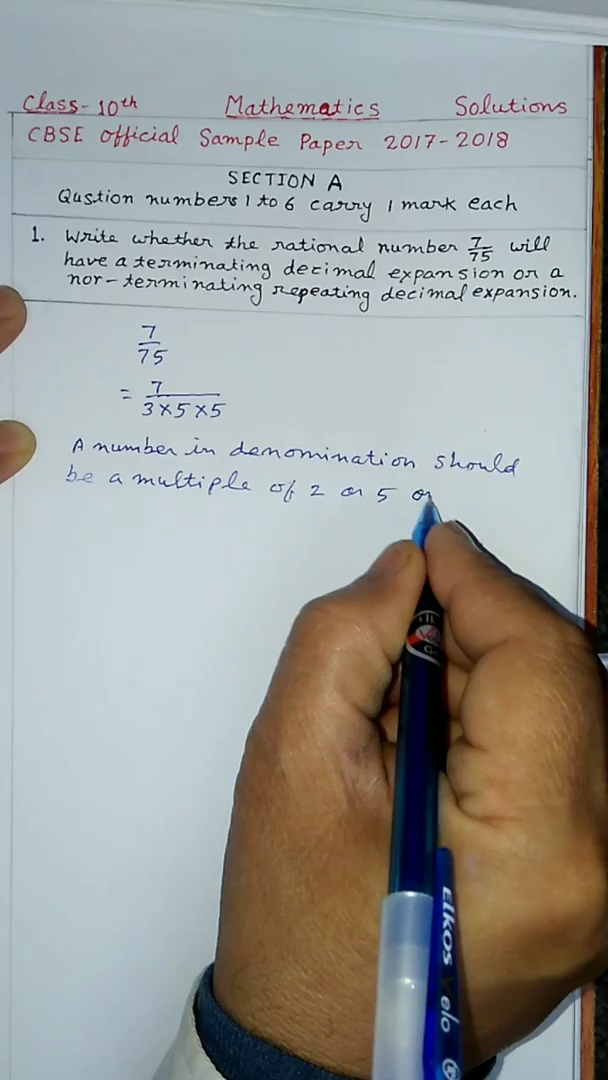 Class-10th Mathematics Solutions
CBSE official Sample Paper 2017-2018
SECTION A
Qustion numbers 1 to 6 carry 1 mark each
1. Write whether the rational number 7/75 will
have a terminating decimal expansion or a
nor-terminating repeating decimal expansion.
7
75
= 7
3×5×5
A number in denomination should
be a multiple of 2 or 5 or
Elkos Yelo